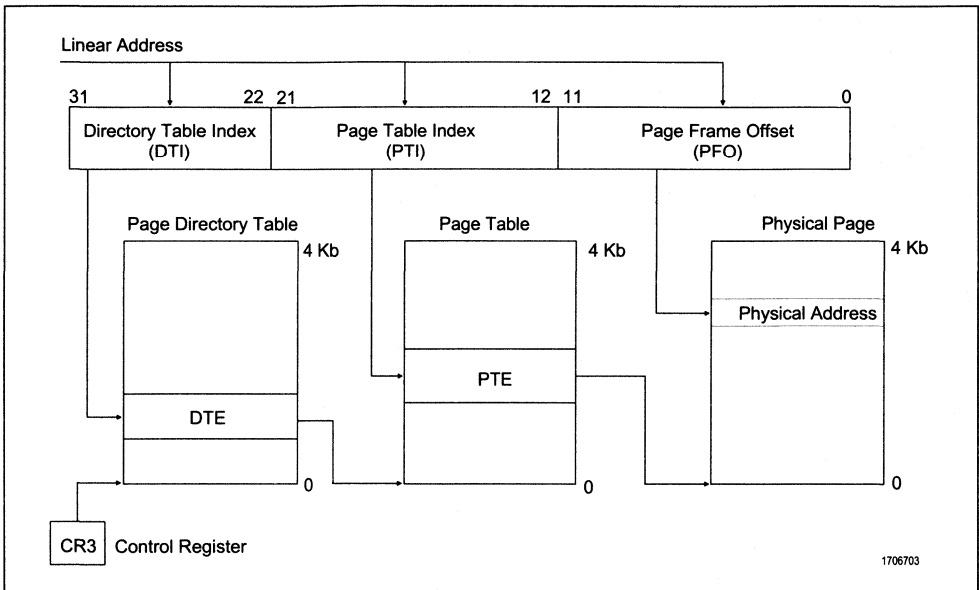 Linear Address
31 22 21 12 11 0
Directory Table Index Page Table Index Page Frame Offset
(DTI) (PTI) (PFO)
Page Directory Table Page Table Physical Page
4 Kb 4 Kb 4 Kb
Physical Address
PTE
DTE
0 0 0
CR3 Control Register
1706703